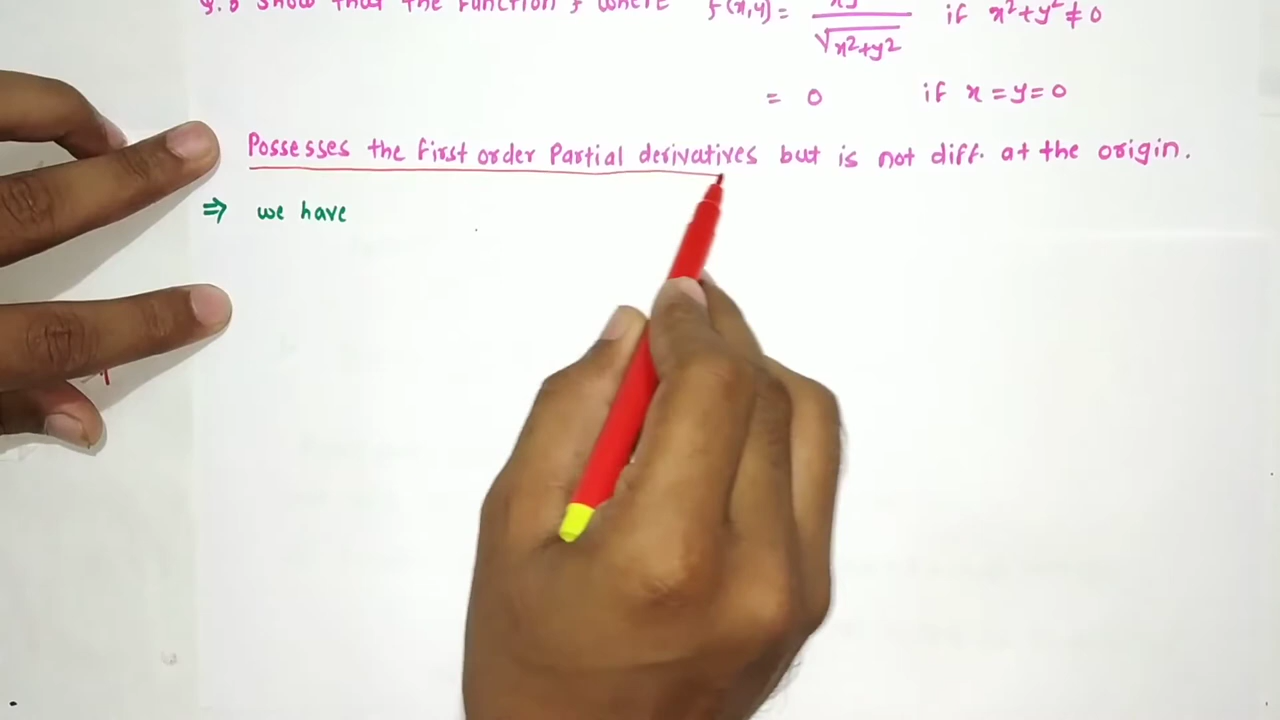 Show that the function f where f(x,y) = xy / √x²+y² if x²+y² ≠ 0
= 0 if x = y = 0
Possesses the first order Partial derivatives but is not diff. at the origin.
⇒ we have